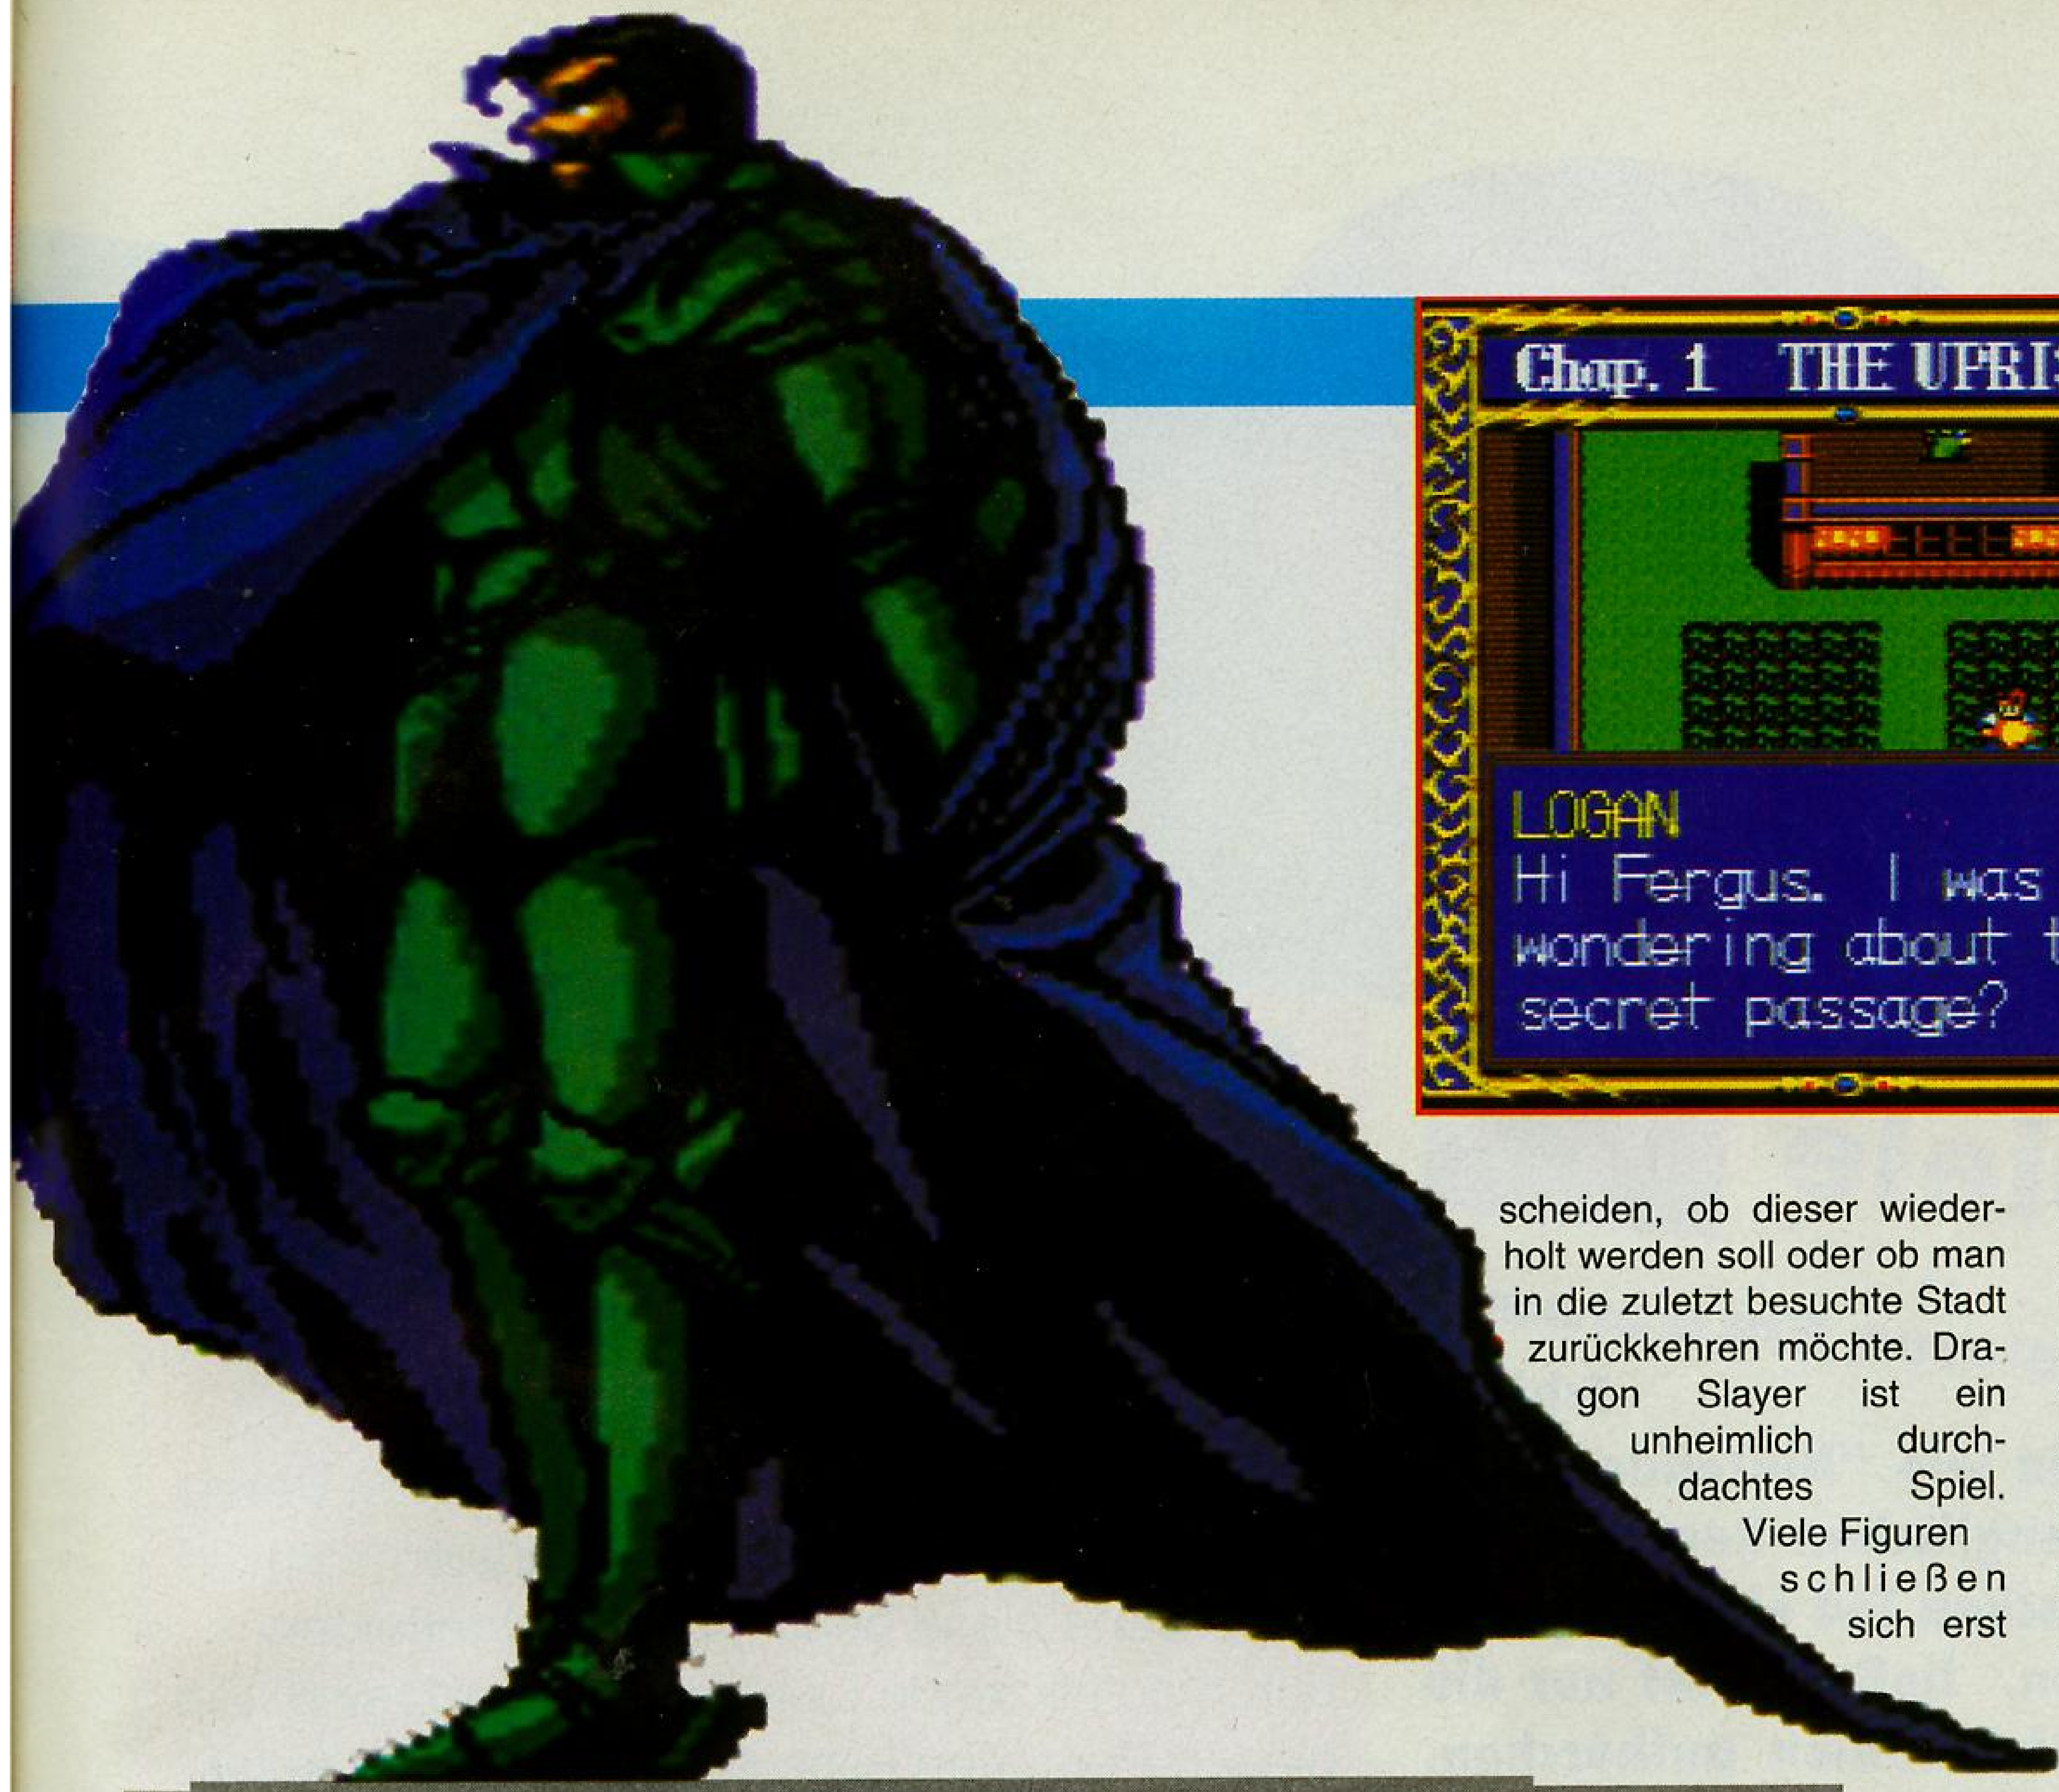 Chap. 1 THE UPRIS
LOGAN
Hi Fergus. I was
wondering about t
secret passage?
scheiden, ob dieser wieder-
holt werden soll oder ob man
in die zuletzt besuchte Stadt
zurückkehren möchte. Dra-
gon Slayer ist ein
unheimlich durch-
dachtes Spiel.
Viele Figuren
schließen
sich erst